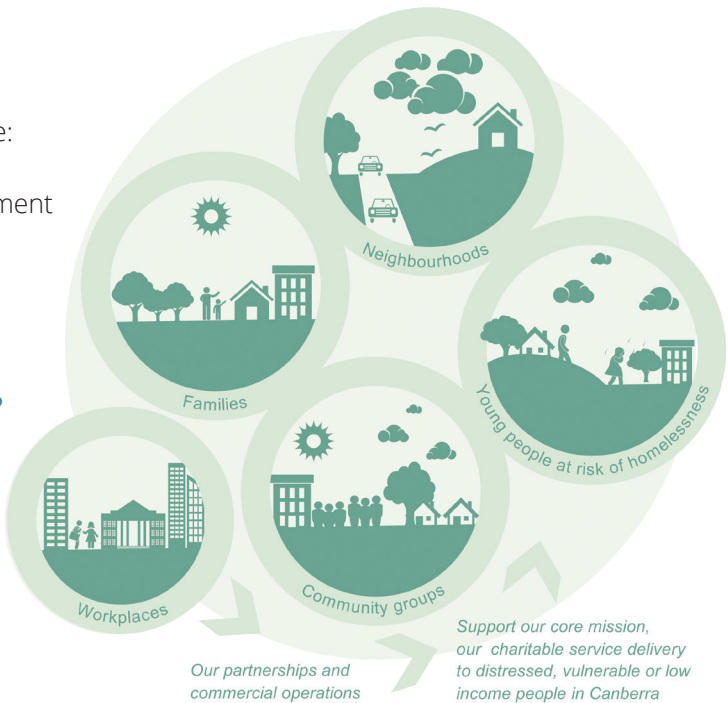 e:
ment
Neighbourhoods
Families
Young people at risk of homelessness
Workplaces
Community groups
Our partnerships and
commercial operations
Support our core mission,
our charitable service delivery
to distressed, vulnerable or low
income people in Canberra